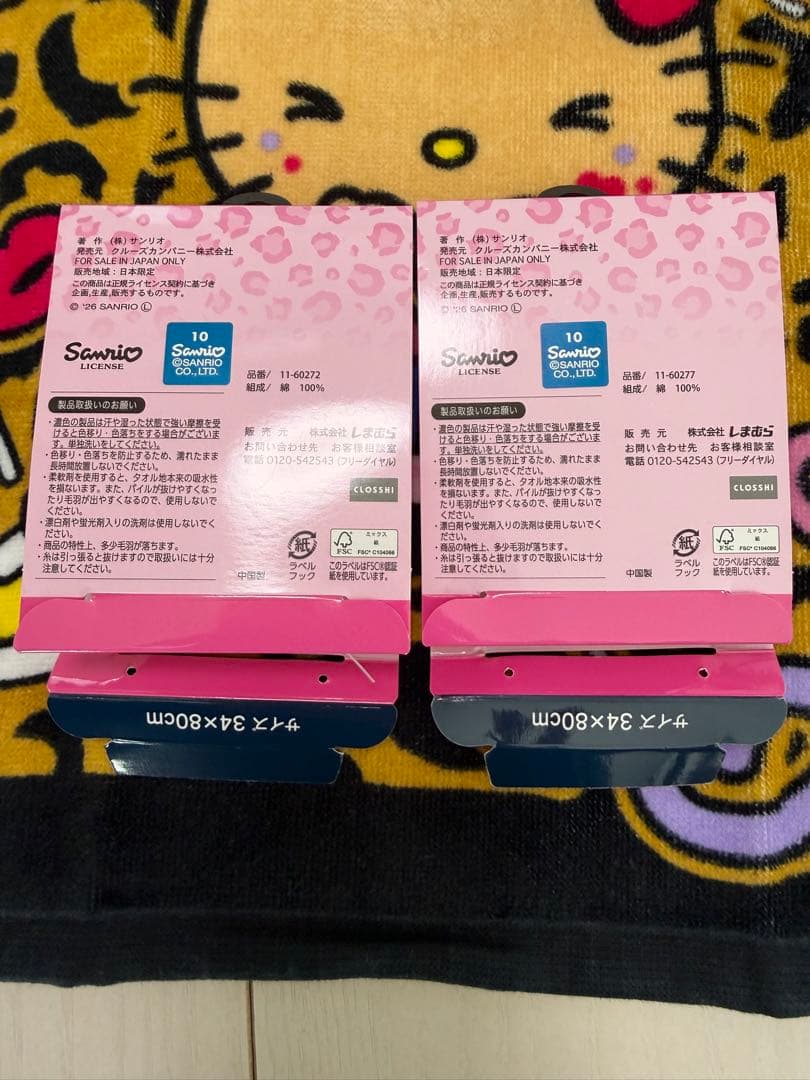 著 作 (株) サンリオ
発売元 クルーズカンパニー株式会社
FOR SALE IN JAPAN ONLY
販売地域:日本限定
この商品は正規ライセンス契約に基づき
企画,生産,販売するものです。
© '26 SANRIO Ⓛ
Sanrio
LICENSE
10
Sanrio
©SANRIO
CO., LTD.
品番/ 11-60272
組成/ 綿 100%
製品取扱いのお願い
・濃色の製品は汗や湿った状態で強い摩擦を受
けると色移り・色落ちをする場合がございま
す。単独洗いをしてください。
・色移り・色落ちを防止するため、濡れたまま
長時間放置しないでください。
・柔軟剤を使用すると、タオル地本来の吸水性
を損ないます。また、パイルが抜けやすくなっ
たり毛羽が出やすくなるので、使用しないで
ください。
・漂白剤や蛍光剤入りの洗剤は使用しないでく
ださい。
・商品の特性上、多少毛羽が落ちます。
・糸は引っ張ると抜けますので取扱いには十分
注意してください。
販 売 元 株式会社 しまむら
お問い合わせ先 お客様相談室
電話 0120-542543 (フリーダイヤル)
CLOSSHI
中国製
紙
ラベル
フック
FSC
ミックス
紙
FSC® C104086
このラベルはFSC®認証
紙を使用しています。
サイズ 34×80cm
著 作 (株) サンリオ
発売元 クルーズカンパニー株式会社
FOR SALE IN JAPAN ONLY
販売地域:日本限定
この商品は正規ライセンス契約に基づき
企画,生産,販売するものです。
© '26 SANRIO Ⓛ
Sanrio
LICENSE
10
Sanrio
©SANRIO
CO., LTD.
品番/ 11-60277
組成/ 綿 100%
製品取扱いのお願い
・濃色の製品は汗や湿った状態で強い摩擦を受
けると色移り・色落ちをする場合がございま
す。単独洗いをしてください。
・色移り・色落ちを防止するため、濡れたまま
長時間放置しないでください。
・柔軟剤を使用すると、タオル地本来の吸水性
を損ないます。また、パイルが抜けやすくなっ
たり毛羽が出やすくなるので、使用しないで
ください。
・漂白剤や蛍光剤入りの洗剤は使用しないでく
ださい。
・商品の特性上、多少毛羽が落ちます。
・糸は引っ張ると抜けますので取扱いには十分
注意してください。
販 売 元 株式会社 しまむら
お問い合わせ先 お客様相談室
電話 0120-542543 (フリーダイヤル)
CLOSSHI
中国製
紙
ラベル
フック
FSC
ミックス
紙
FSC® C104086
このラベルはFSC®認証
紙を使用しています。
サイズ 34×80cm